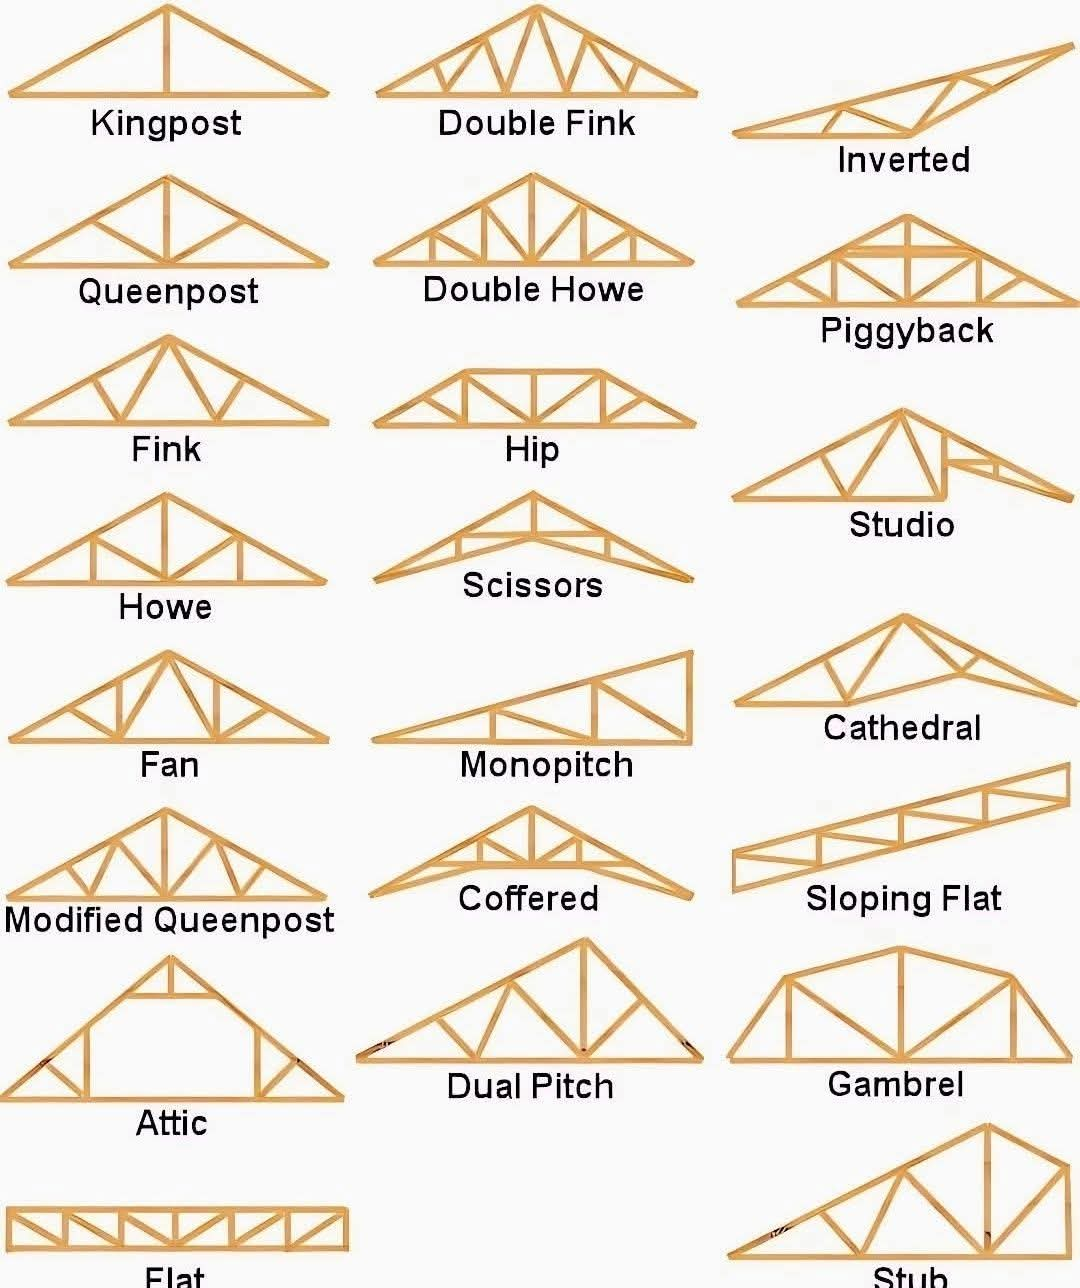 Kingpost
Double Fink
Inverted
Queenpost
Double Howe
Piggyback
Fink
Hip
Studio
Howe
Scissors
Fan
Monopitch
Cathedral
Modified Queenpost
Coffered
Sloping Flat
Attic
Dual Pitch
Gambrel
Flat
Stub